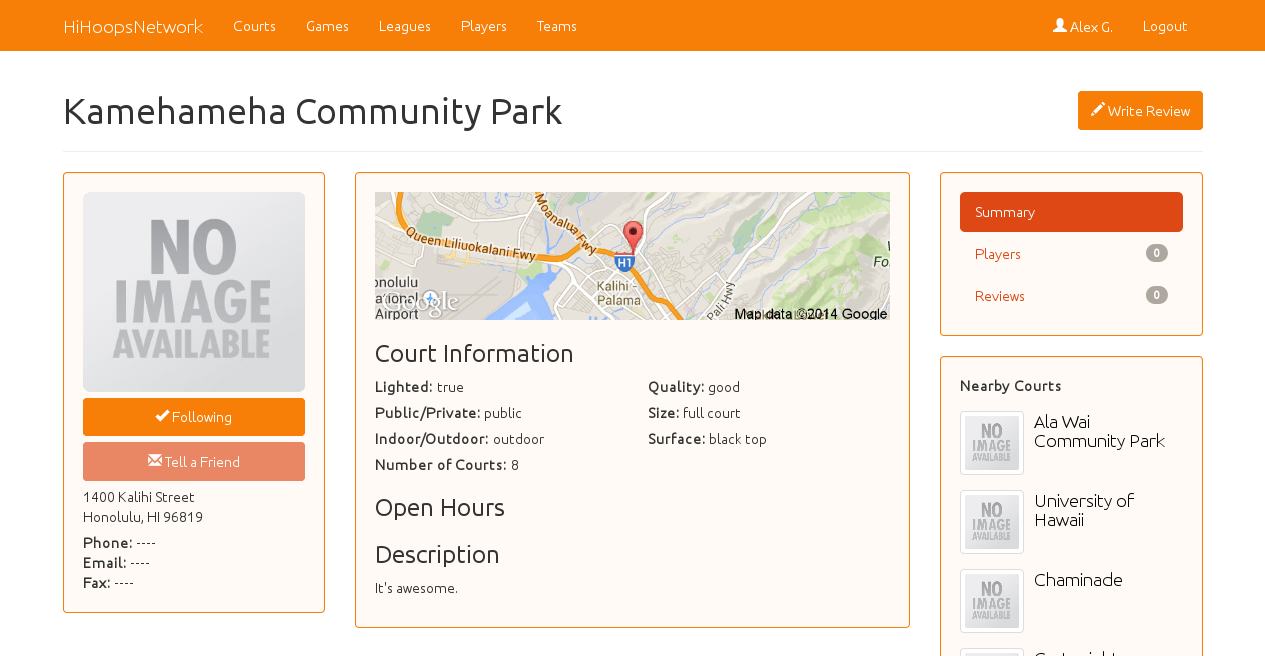 HiHoopsNetwork Courts Games Leagues Players Teams Alex G. Logout
Kamehameha Community Park
Write Review
NO
IMAGE
AVAILABLE
Following
Tell a Friend
1400 Kalihi Street
Honolulu, HI 96819
Phone: ----
Email: ----
Fax: ----
Moanalua Fwy
Queen Liliuokalani Fwy
H1
Kalihi -
Palama
Pali Hwy
onolulu
ational
Airport
Google
Map data ©2014 Google
Court Information
Lighted: true
Quality: good
Public/Private: public
Size: full court
Indoor/Outdoor: outdoor
Surface: black top
Number of Courts: 8
Open Hours
Description
It's awesome.
Summary
Players 0
Reviews 0
Nearby Courts
NO
IMAGE
AVAILABLE
Ala Wai
Community Park
NO
IMAGE
AVAILABLE
University of
Hawaii
NO
IMAGE
AVAILABLE
Chaminade